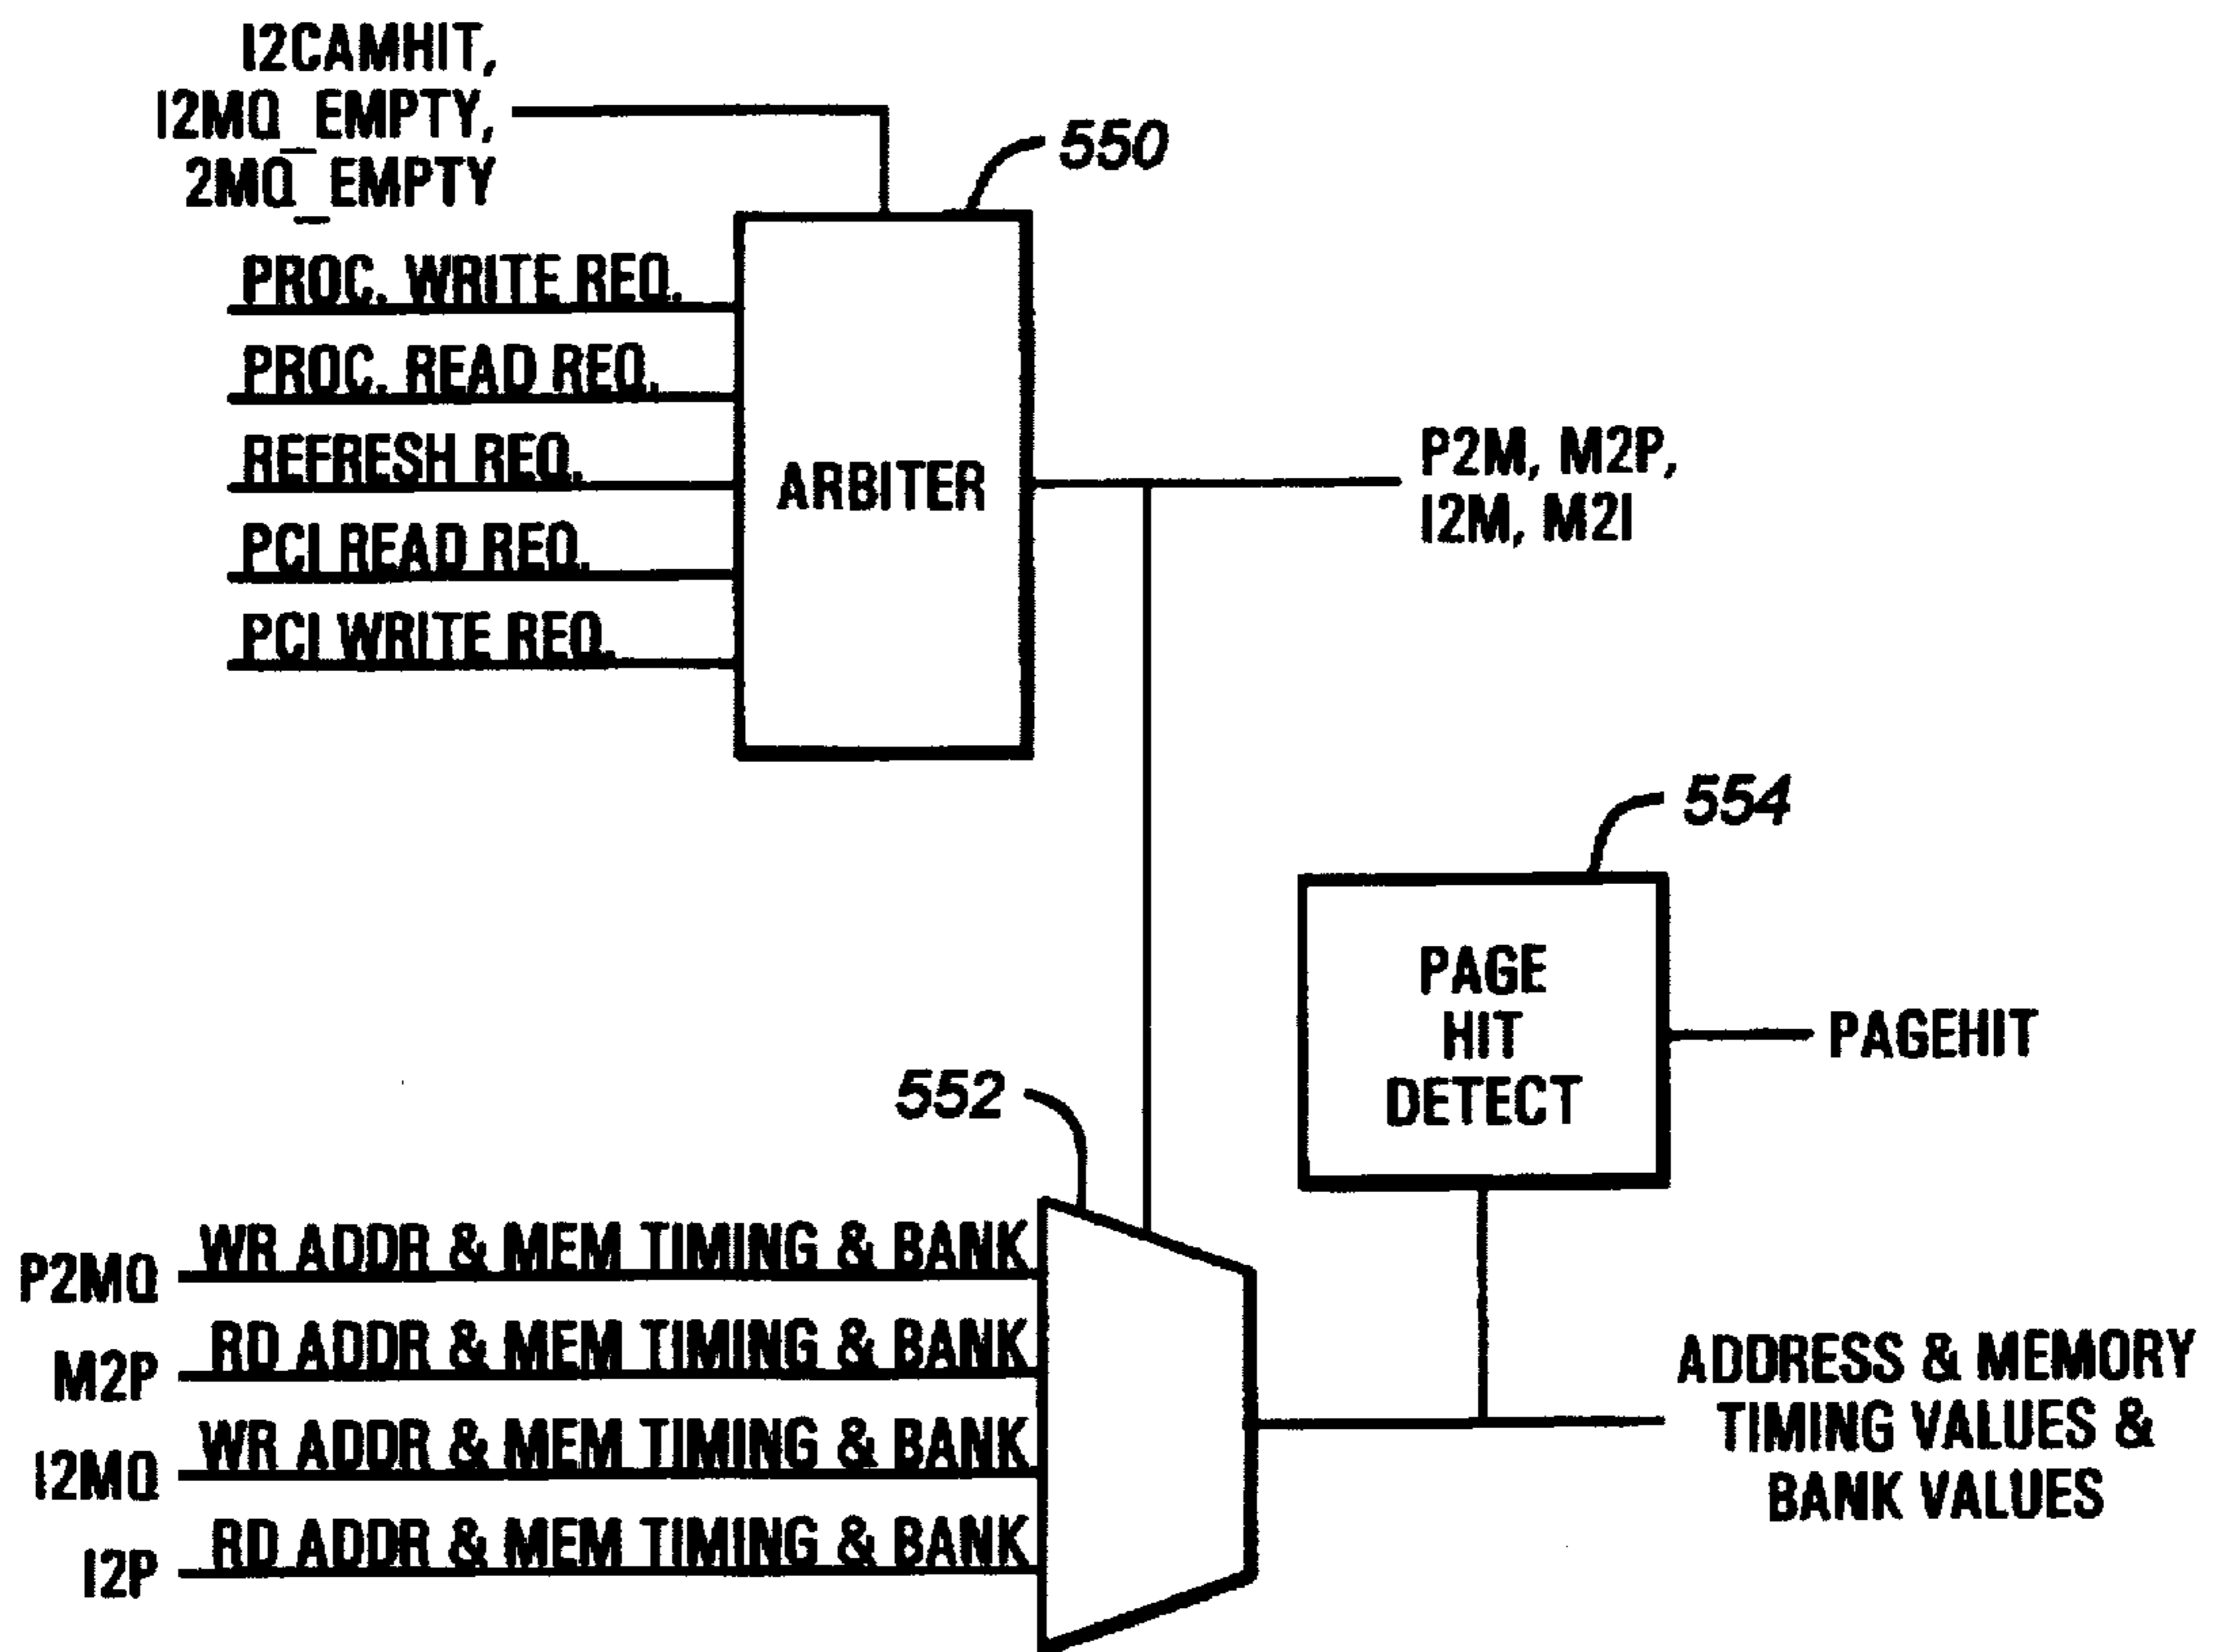 I2CAMHIT,
I2MQ_EMPTY,
2MQ_EMPTY
550
PROC. WRITE REQ.
PROC. READ REQ.
REFRESH REQ.
PCI READ REQ.
PCI WRITE REQ.
ARBITER
P2M, M2P,
I2M, M2I
554
PAGE
HIT
DETECT
PAGEHIT
552
P2MQ WR ADDR & MEM TIMING & BANK
M2P RD ADDR & MEM TIMING & BANK
I2MQ WR ADDR & MEM TIMING & BANK
I2P RD ADDR & MEM TIMING & BANK
ADDRESS & MEMORY
TIMING VALUES &
BANK VALUES